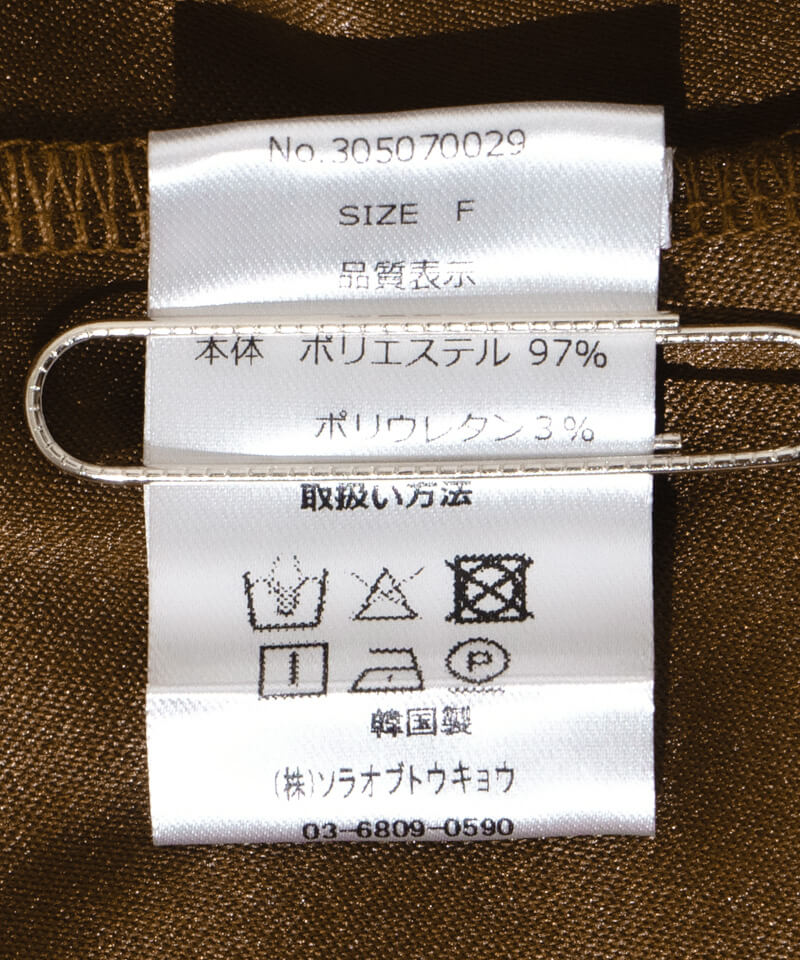 No.305070029
SIZE F
品質表示
本体 ポリエステル 97%
ポリウレタン 3%
取扱い方法
P
韓国製
(株)ソラオブトウキョウ
03-6809-0590